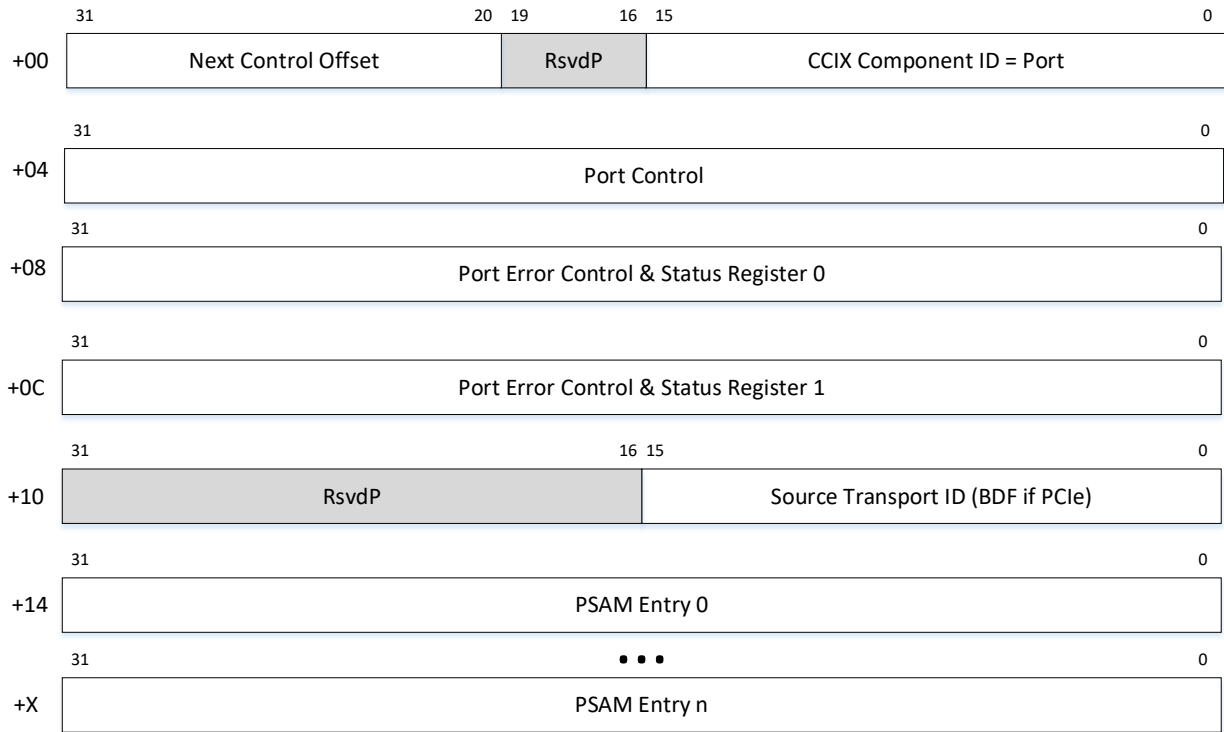 31 20 19 16 15 0
+00 Next Control Offset RsvdP CCIX Component ID = Port
31 0
+04 Port Control
31 0
+08 Port Error Control & Status Register 0
31 0
+0C Port Error Control & Status Register 1
31 16 15 0
+10 RsvdP Source Transport ID (BDF if PCIe)
31 0
+14 PSAM Entry 0
31 ... 0
+X PSAM Entry n